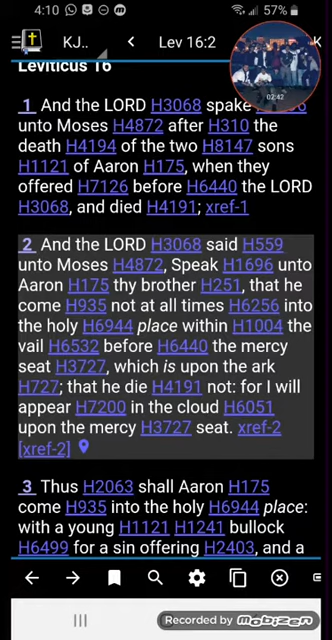 4:10
57%
KJ..
Lev 16:2
K
02:42
Leviticus 16
1 And the LORD H3068 spake
unto Moses H4872 after H310 the
death H4194 of the two H8147 sons
H1121 of Aaron H175, when they
offered H7126 before H6440 the LORD
H3068, and died H4191; xref-1
2 And the LORD H3068 said H559
unto Moses H4872, Speak H1696 unto
Aaron H175 thy brother H251, that he
come H935 not at all times H6256 into
the holy H6944 place within H1004 the
vail H6532 before H6440 the mercy
seat H3727, which is upon the ark
H727; that he die H4191 not: for I will
appear H7200 in the cloud H6051
upon the mercy H3727 seat. xref-2
[xref-2]
3 Thus H2063 shall Aaron H175
come H935 into the holy H6944 place:
with a young H1121 H1241 bullock
H6499 for a sin offering H2403, and a
Recorded by mobizen